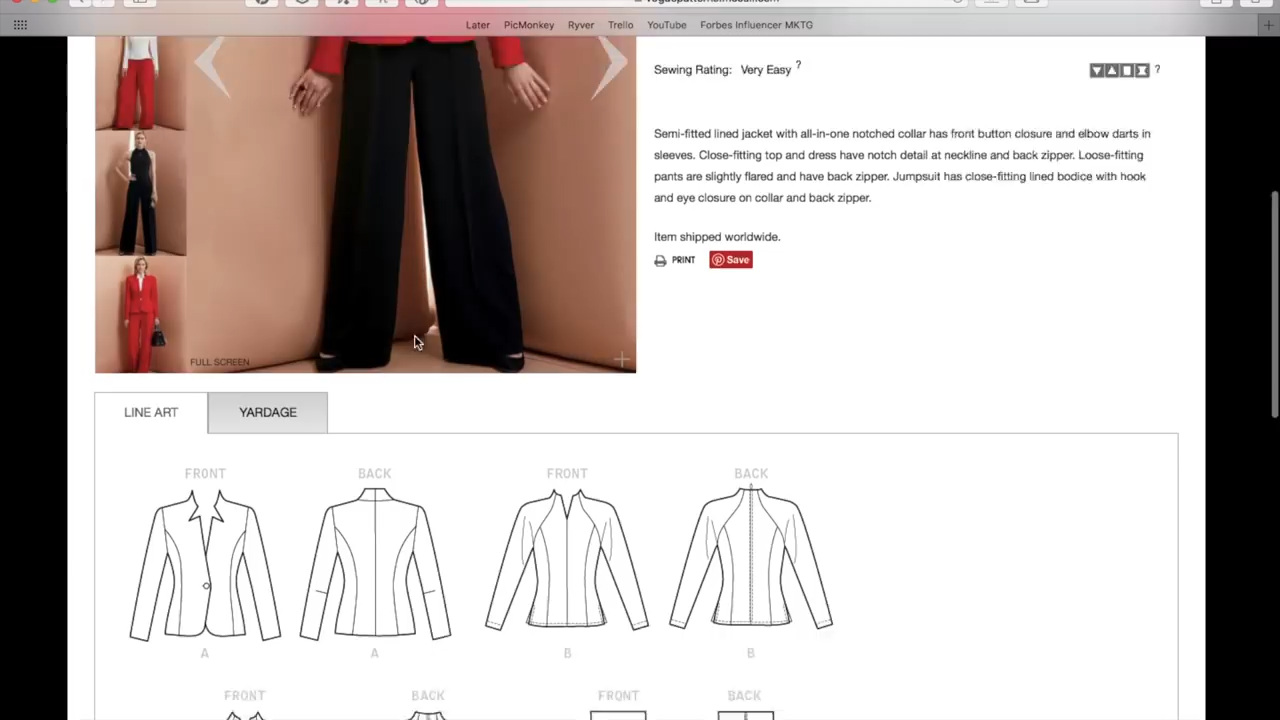 Later PicMonkey Ryver Trello YouTube Forbes Influencer MKTG
Sewing Rating: Very Easy ?
?
Semi-fitted lined jacket with all-in-one notched collar has front button closure and elbow darts in
sleeves. Close-fitting top and dress have notch detail at neckline and back zipper. Loose-fitting
pants are slightly flared and have back zipper. Jumpsuit has close-fitting lined bodice with hook
and eye closure on collar and back zipper.
Item shipped worldwide.
PRINT Save
FULL SCREEN
LINE ART YARDAGE
FRONT BACK FRONT BACK
A A B B
FRONT BACK FRONT BACK